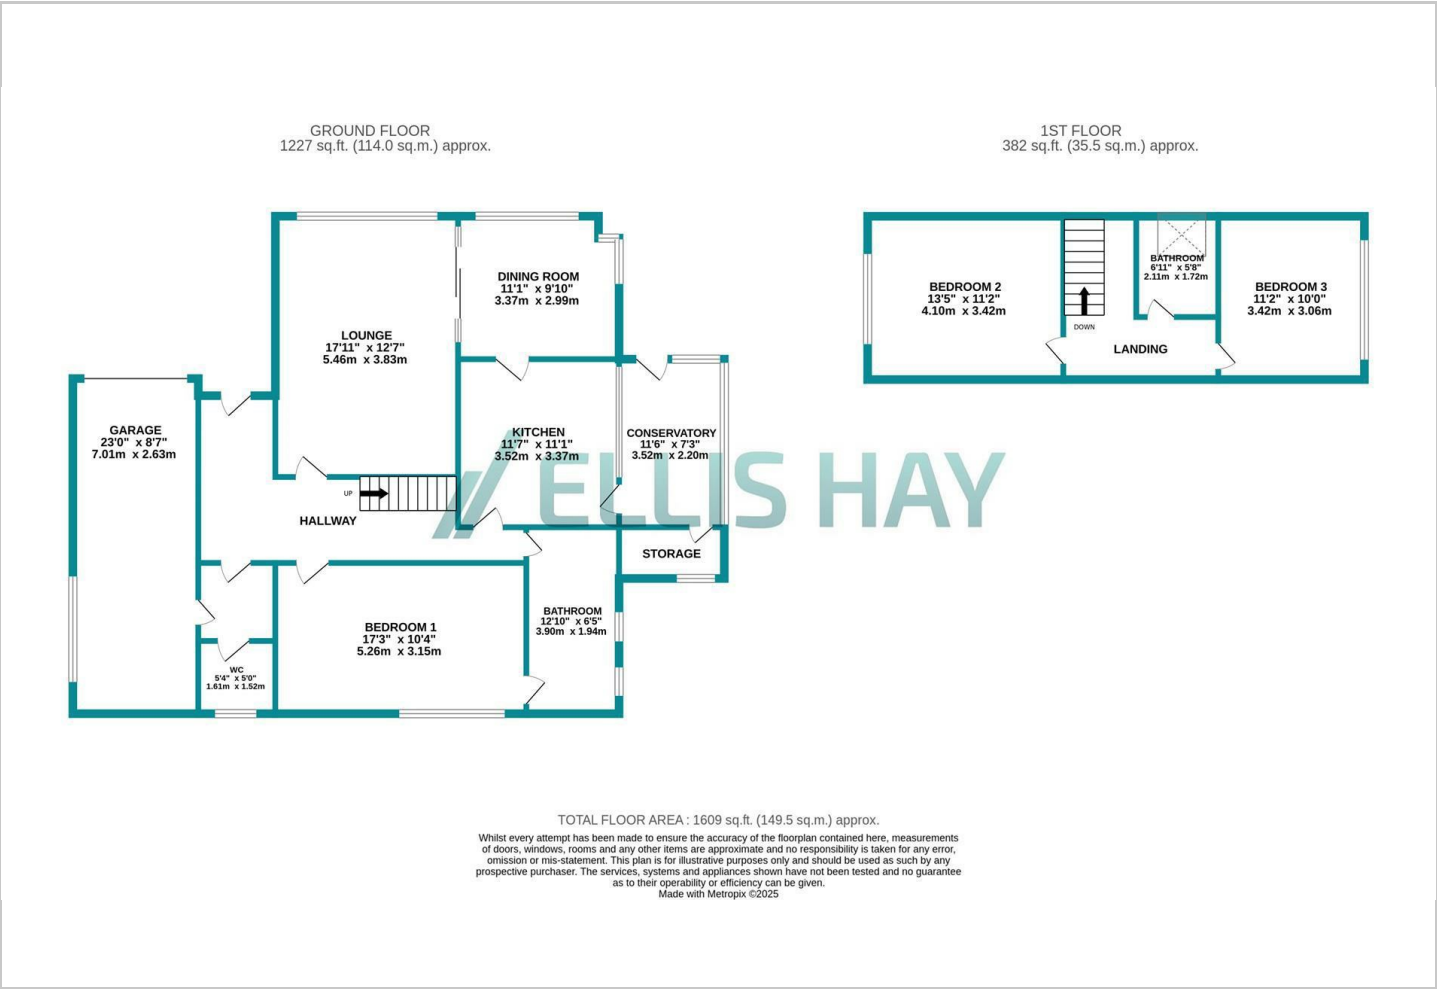 GROUND FLOOR
1227 sq.ft. (114.0 sq.m.) approx.
1ST FLOOR
382 sq.ft. (35.5 sq.m.) approx.
LOUNGE
17'11" x 12'7"
5.46m x 3.83m
DINING ROOM
11'1" x 9'10"
3.37m x 2.99m
GARAGE
23'0" x 8'7"
7.01m x 2.63m
KITCHEN
11'7" x 11'1"
3.52m x 3.37m
CONSERVATORY
11'6" x 7'3"
3.52m x 2.20m
UP
HALLWAY
STORAGE
BEDROOM 1
17'3" x 10'4"
5.26m x 3.15m
BATHROOM
12'10" x 6'5"
3.90m x 1.94m
WC
5'4" x 5'0"
1.61m x 1.52m
BEDROOM 2
13'5" x 11'2"
4.10m x 3.42m
BATHROOM
6'11" x 5'8"
2.11m x 1.72m
BEDROOM 3
11'2" x 10'0"
3.42m x 3.06m
DOWN
LANDING
ELLIS HAY
TOTAL FLOOR AREA : 1609 sq.ft. (149.5 sq.m.) approx.
Whilst every attempt has been made to ensure the accuracy of the floorplan contained here, measurements
of doors, windows, rooms and any other items are approximate and no responsibility is taken for any error,
omission or mis-statement. This plan is for illustrative purposes only and should be used as such by any
prospective purchaser. The services, systems and appliances shown have not been tested and no guarantee
as to their operability or efficiency can be given.
Made with Metropix ©2025